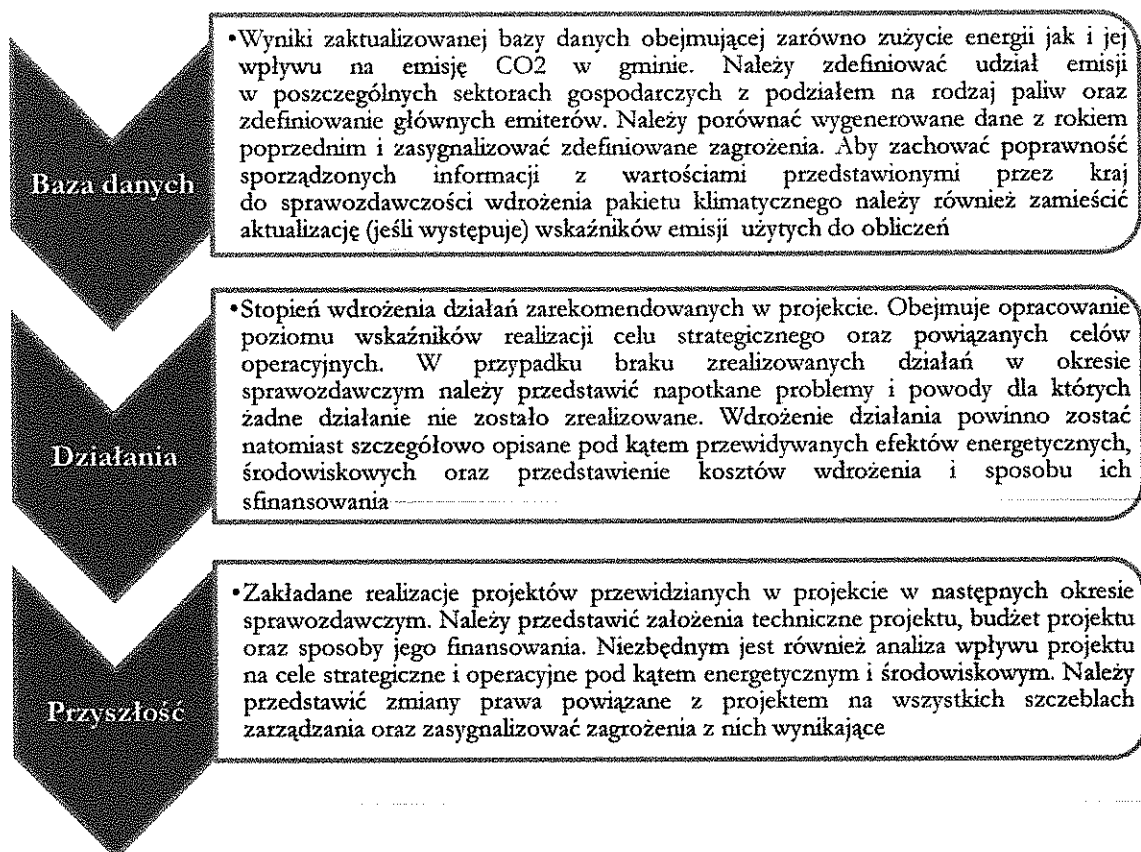 Baza danych
•Wyniki zaktualizowanej bazy danych obejmującej zarówno zużycie energii jak i jej
wpływu na emisję CO2 w gminie. Należy zdefiniować udział emisji
w poszczególnych sektorach gospodarczych z podziałem na rodzaj paliw oraz
zdefiniowanie głównych emiterów. Należy porównać wygenerowane dane z rokiem
poprzednim i zasygnalizować zdefiniowane zagrożenia. Aby zachować poprawność
sporządzonych informacji z wartościami przedstawionymi przez kraj
do sprawozdawczości wdrożenia pakietu klimatycznego należy również zamieścić
aktualizację (jeśli występuje) wskaźników emisji użytych do obliczeń
Działania
•Stopień wdrożenia działań zarekomendowanych w projekcie. Obejmuje opracowanie
poziomu wskaźników realizacji celu strategicznego oraz powiązanych celów
operacyjnych. W przypadku braku zrealizowanych działań w okresie
sprawozdawczym należy przedstawić napotkane problemy i powody dla których
żadne działanie nie zostało zrealizowane. Wdrożenie działania powinno zostać
natomiast szczegółowo opisane pod kątem przewidywanych efektów energetycznych,
środowiskowych oraz przedstawienie kosztów wdrożenia i sposobu ich
sfinansowania
Przyszłość
•Zakładane realizacje projektów przewidzianych w projekcie w następnych okresie
sprawozdawczym. Należy przedstawić założenia techniczne projektu, budżet projektu
oraz sposoby jego finansowania. Niezbędnym jest również analiza wpływu projektu
na cele strategiczne i operacyjne pod kątem energetycznym i środowiskowym. Należy
przedstawić zmiany prawa powiązane z projektem na wszystkich szczeblach
zarządzania oraz zasygnalizować zagrożenia z nich wynikające